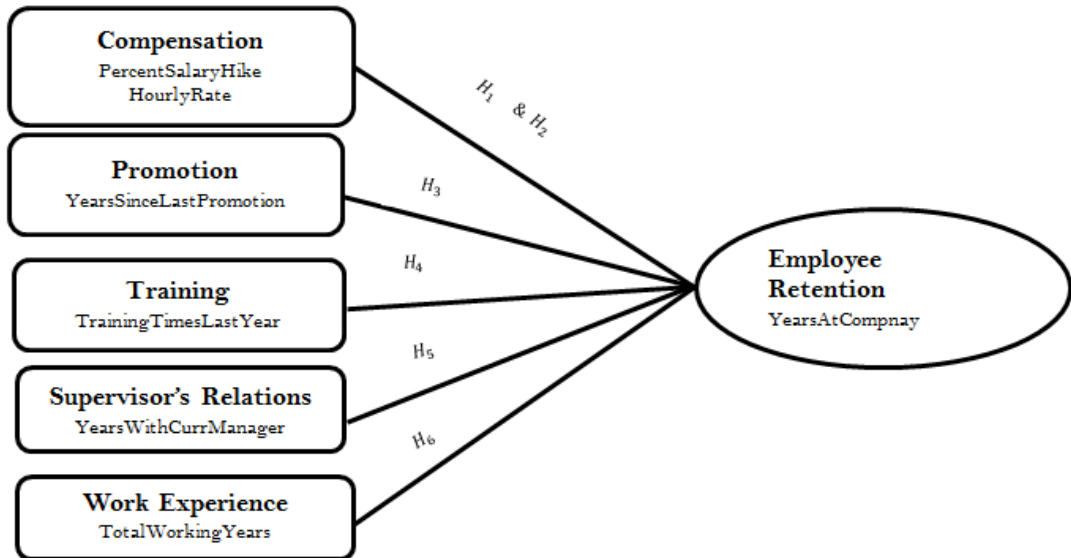 Compensation
PercentSalaryHike
HourlyRate
H₁ & H₂
Promotion
YearsSinceLastPromotion
H₃
Training
TrainingTimesLastYear
H₄
Supervisor's Relations
YearsWithCurrManager
H₅
Work Experience
TotalWorkingYears
H₆
Employee
Retention
YearsAtCompnay